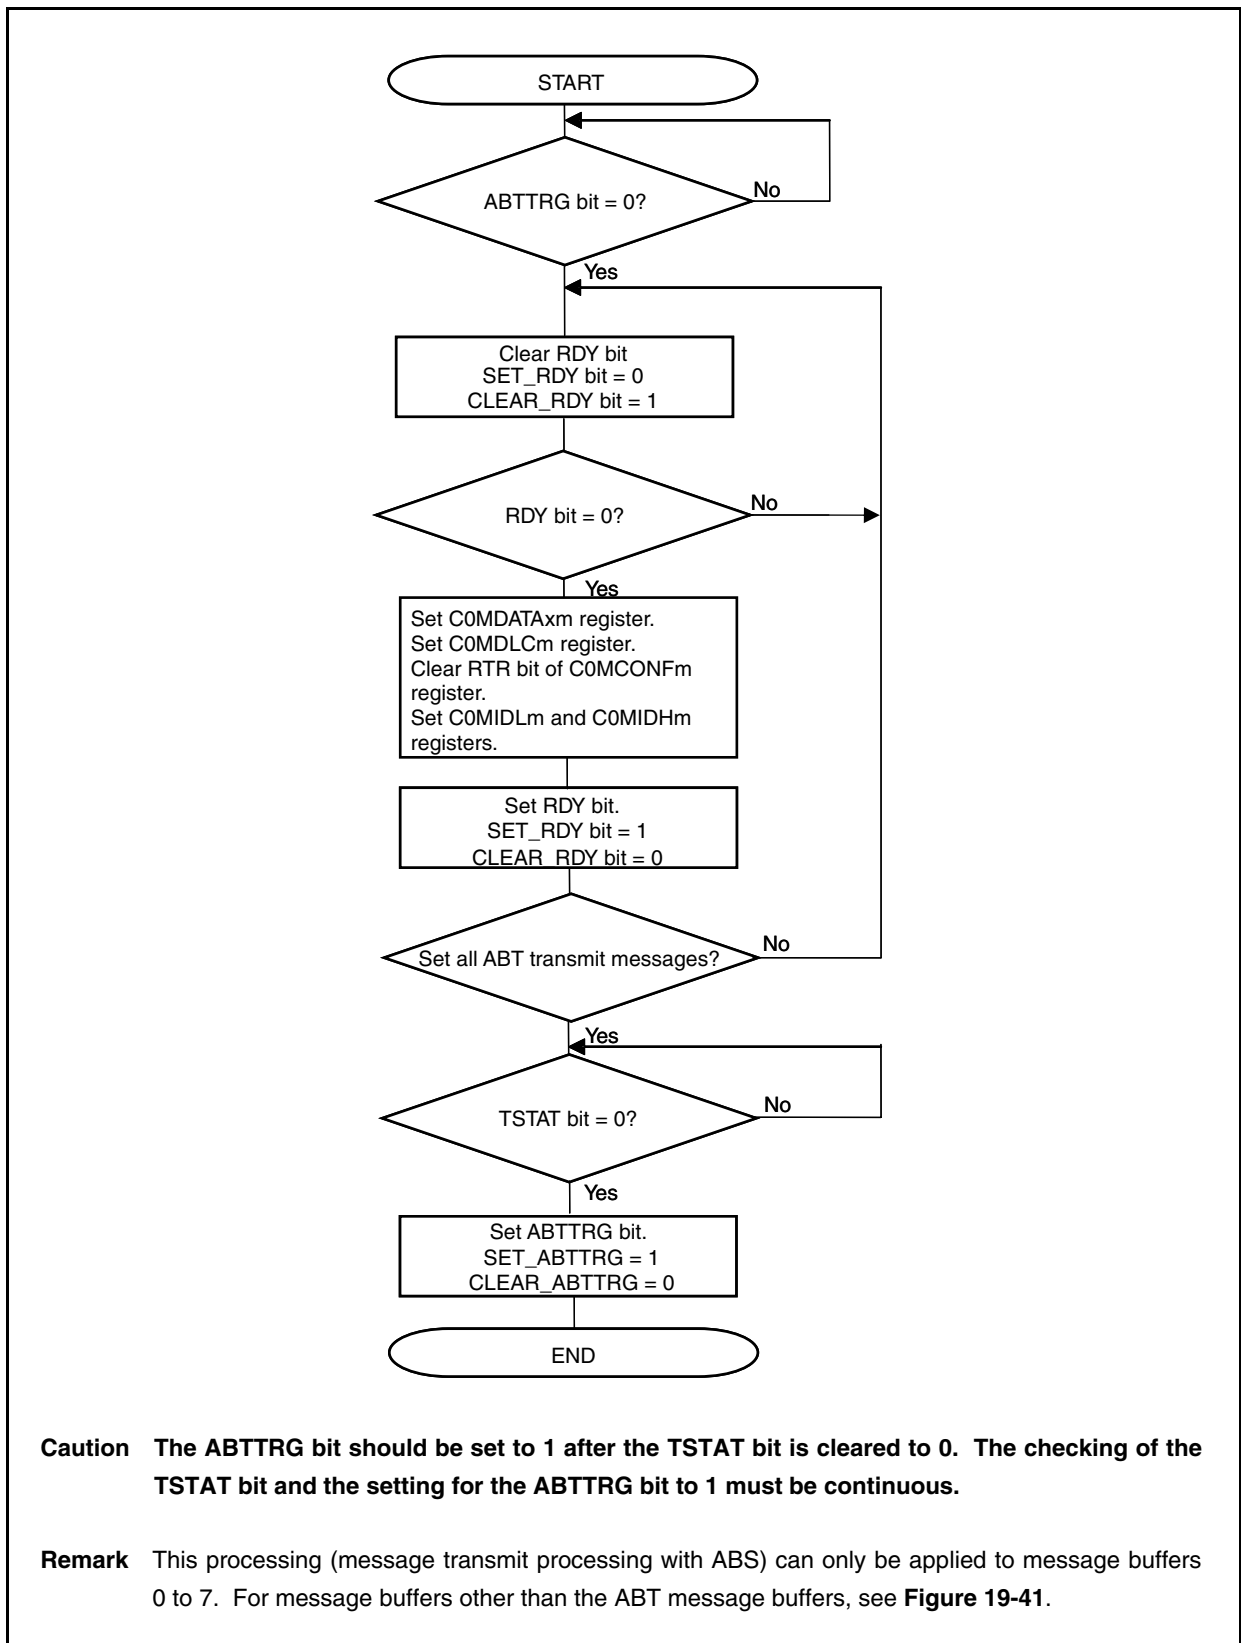 START
ABTTRG bit = 0?
No
Yes
Clear RDY bit
SET_RDY bit = 0
CLEAR_RDY bit = 1
RDY bit = 0?
No
Yes
Set C0MDATAxm register.
Set C0MDLCm register.
Clear RTR bit of C0MCONFm
register.
Set C0MIDLm and C0MIDHm
registers.
Set RDY bit.
SET_RDY bit = 1
CLEAR_RDY bit = 0
Set all ABT transmit messages?
No
Yes
TSTAT bit = 0?
No
Yes
Set ABTTRG bit.
SET_ABTTRG = 1
CLEAR_ABTTRG = 0
END
Caution The ABTTRG bit should be set to 1 after the TSTAT bit is cleared to 0. The checking of the
TSTAT bit and the setting for the ABTTRG bit to 1 must be continuous.
Remark This processing (message transmit processing with ABS) can only be applied to message buffers
0 to 7. For message buffers other than the ABT message buffers, see Figure 19-41.